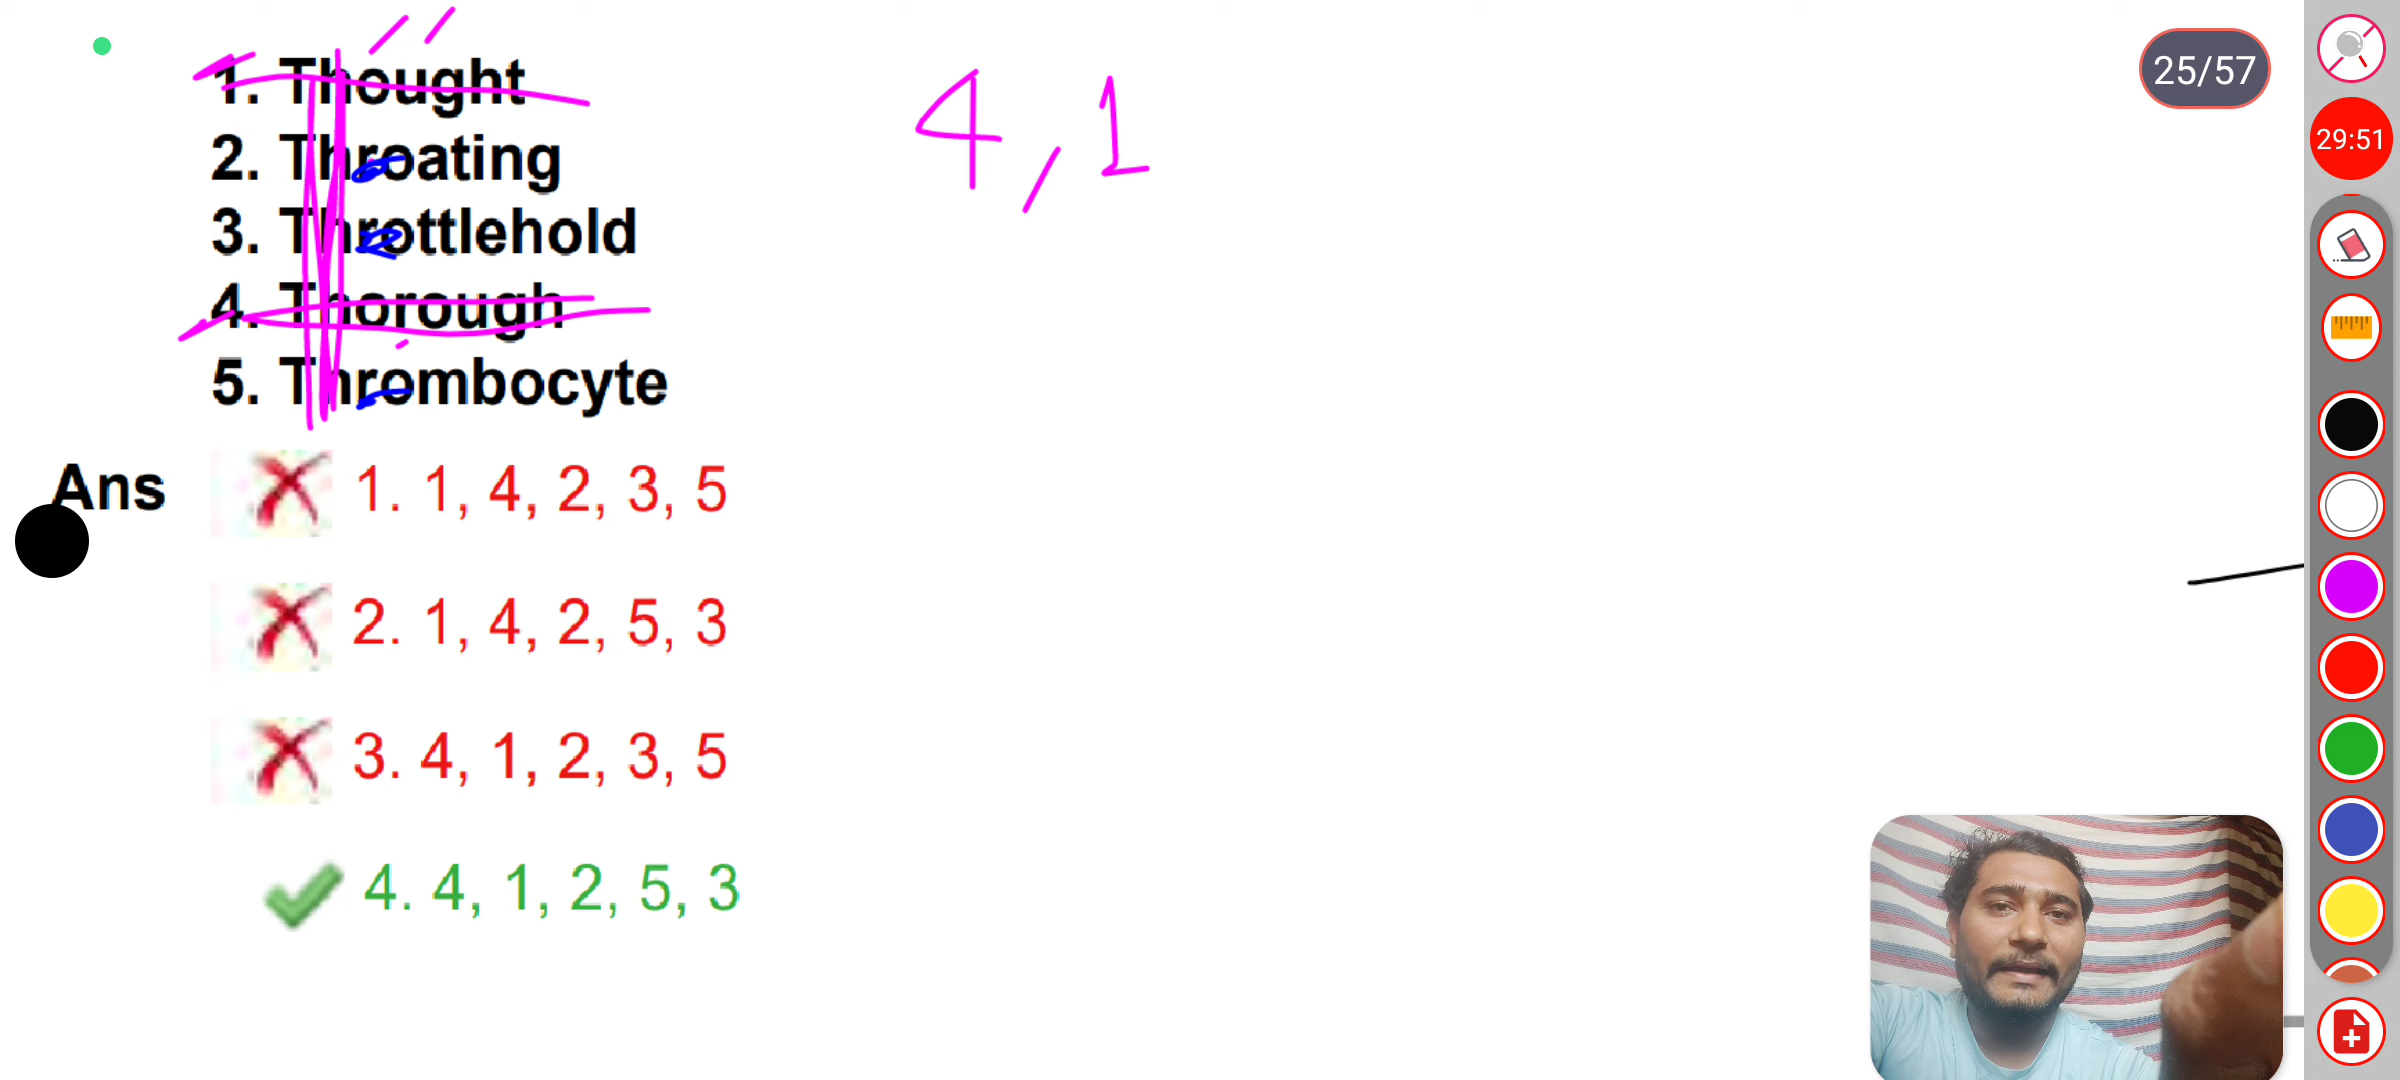 1. Thought
2. Throating
3. Throttlehold
4. Thorough
5. Thrombocyte
4,1
25/57
29:51
Ans
1. 1, 4, 2, 3, 5
2. 1, 4, 2, 5, 3
3. 4, 1, 2, 3, 5
4. 4, 1, 2, 5, 3